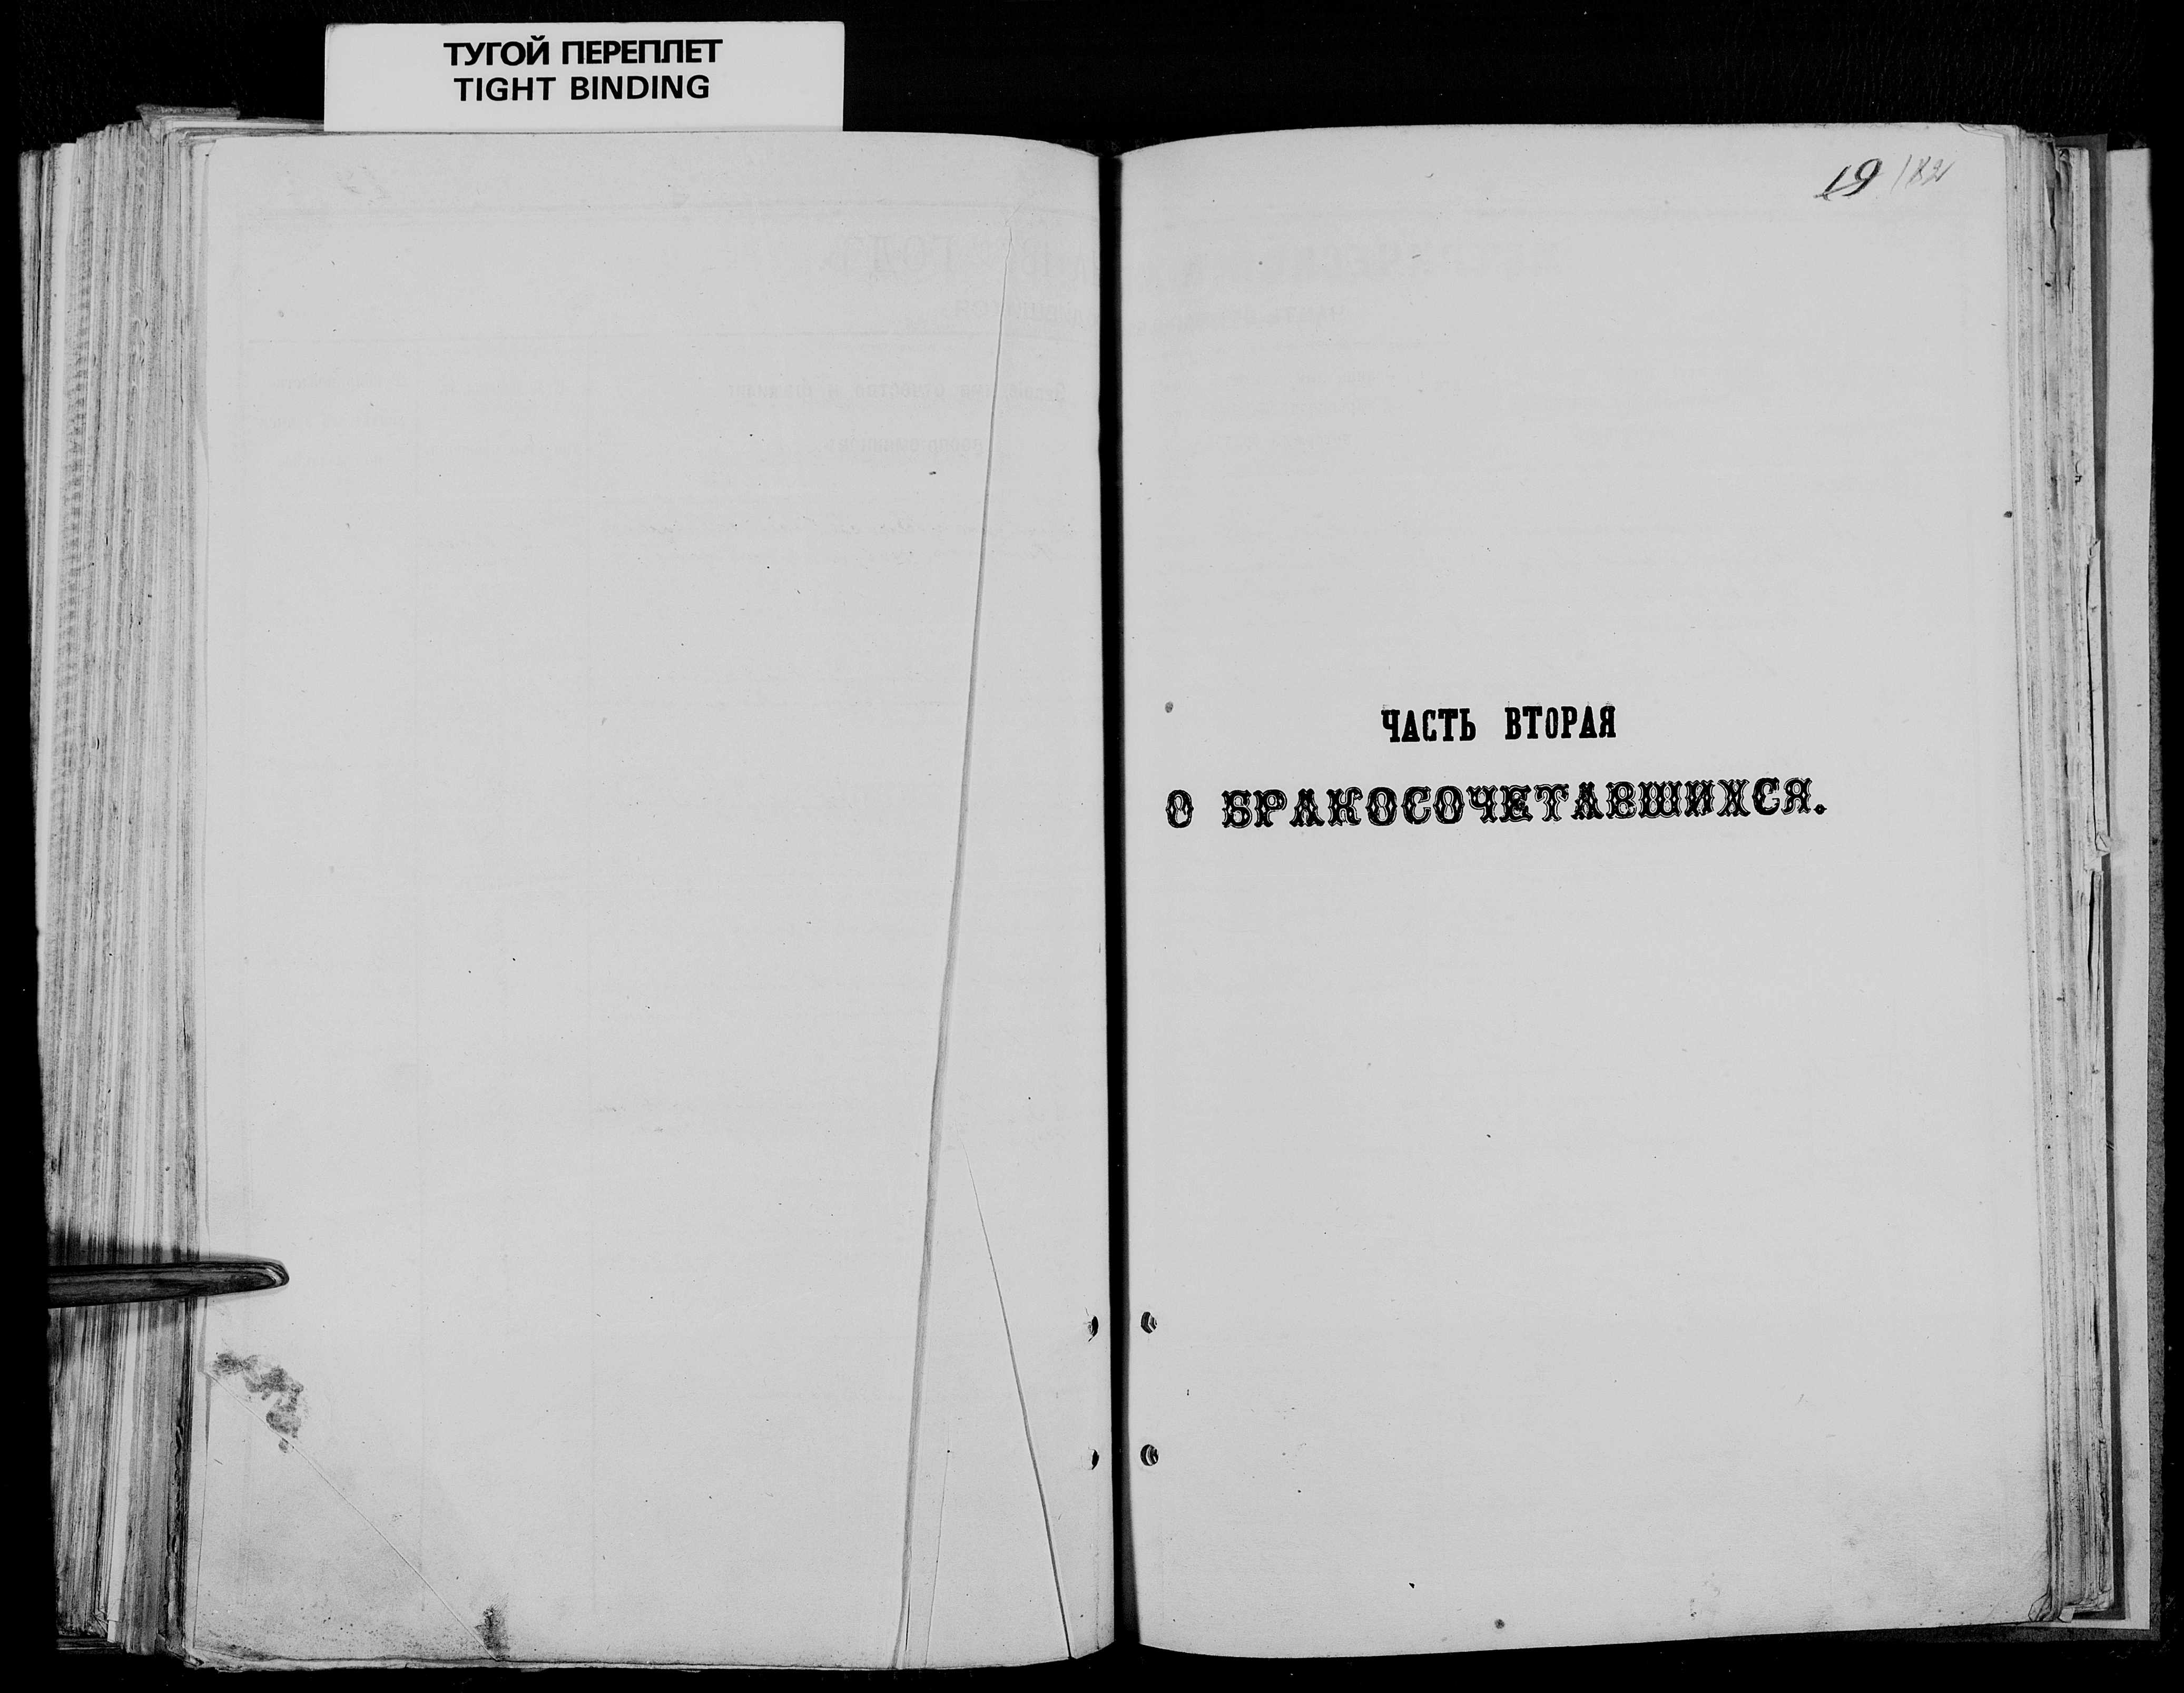 ТУГОЙ ПЕРЕПЛЕТ
TIGHT BINDING
19
ЧАСТЬ ВТОРАЯ
О БРАКОСОЧЕТАВШИХСЯ.